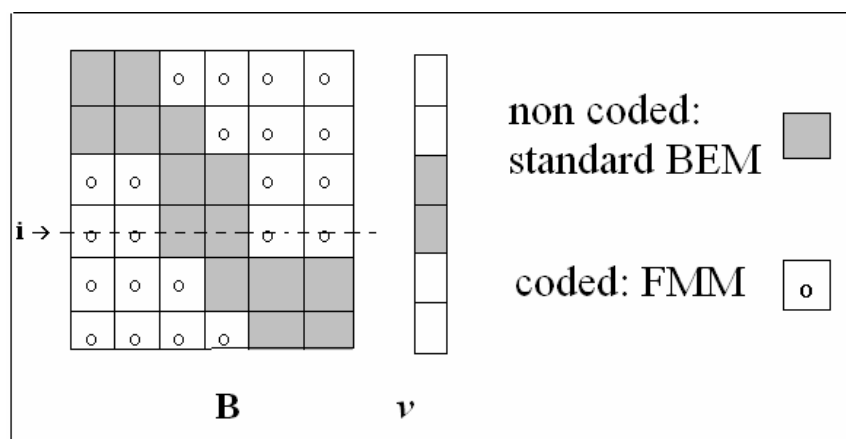 non coded:
standard BEM
i →
coded: FMM
B
v